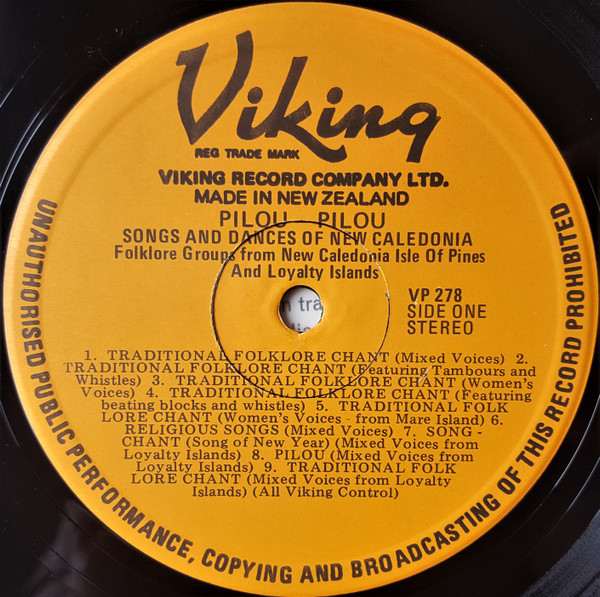 Viking
REG TRADE MARK
VIKING RECORD COMPANY LTD.
MADE IN NEW ZEALAND
PILOU PILOU
SONGS AND DANCES OF NEW CALEDONIA
Folklore Groups from New Caledonia Isle Of Pines
And Loyalty Islands
VP 278
SIDE ONE
STEREO
1. TRADITIONAL FOLKLORE CHANT (Mixed Voices) 2.
TRADITIONAL FOLKLORE CHANT (Featuring Tambours and
Whistles) 3. TRADITIONAL FOLKLORE CHANT (Women's
Voices) 4. TRADITIONAL FOLKLORE CHANT (Featuring
beating blocks and whistles) 5. TRADITIONAL FOLK
LORE CHANT (Women's Voices - from Mare Island) 6.
RELIGIOUS SONGS (Mixed Voices) 7. SONG -
CHANT (Song of New Year) (Mixed Voices from
Loyalty Islands) 8. PILOU (Mixed Voices from
Loyalty Islands) 9. TRADITIONAL FOLK
LORE CHANT (Mixed Voices from Loyalty
Islands) (All Viking Control)
UNAUTHORISED PUBLIC PERFORMANCE, COPYING AND BROADCASTING OF THIS RECORD PROHIBITED